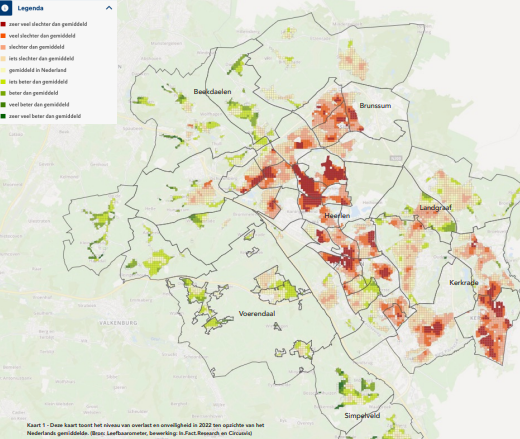 Legenda
zeer veel slechter dan gemiddeld
veel slechter dan gemiddeld
slechter dan gemiddeld
iets slechter dan gemiddeld
gemiddeld in Nederland
iets beter dan gemiddeld
beter dan gemiddeld
veel beter dan gemiddeld
zeer veel beter dan gemiddeld
Beekdaelen
Brunssum
Landgraaf
Heerlen
Kerkrade
Voerendaal
VALKENBURG
Simpelveld
Kaart 1 - Deze kaart toont het niveau van overlast en onveiligheid in 2022 ten opzichte van het
Nederlands gemiddelde. (Bron: Leefbaarometer, bewerking: In.Fact.Research en Circusvis)